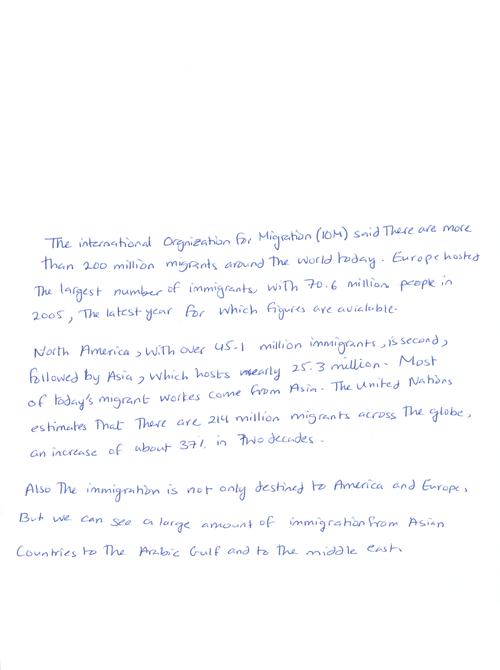 The international Orgnization For Migration (IOM) said There are more
than 200 million migrants around the world today. Europe hosted
The largest number of immigrants with 70.6 million people in
2005, The latest year for which figures are avialable.
North America, With over 45.1 million immigrants, is second,
followed by Asia, which hosts nearly 25.3 million. Most
of today's migrant workes come from Asia. The United Nations
estimates That There are 214 million migrants across The globe,
an increase of about 37% in Two decades.
Also The immigration is not only destined to America and Europe,
But we can see a large amount of immigration from Asian
Countries to The Arabic Gulf and to The middle east.